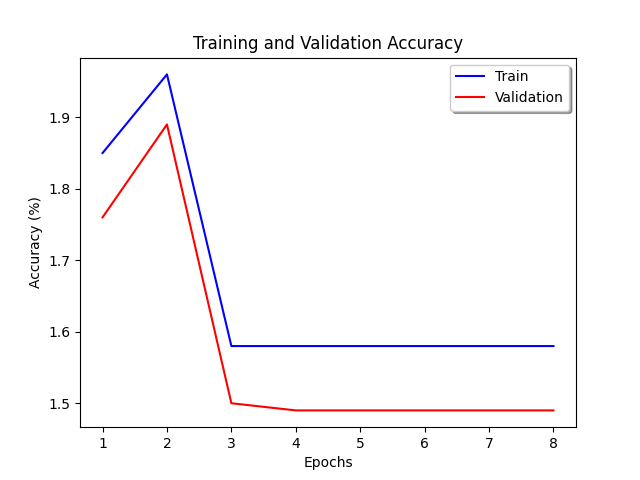 Training and Validation Accuracy
Train
Validation
1.9
1.8
1.7
1.6
1.5
Accuracy (%)
1 2 3 4 5 6 7 8
Epochs